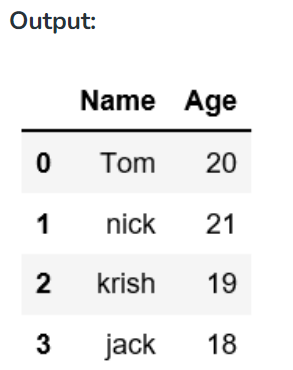 Output:
Name Age
0 Tom 20
1 nick 21
2 krish 19
3 jack 18